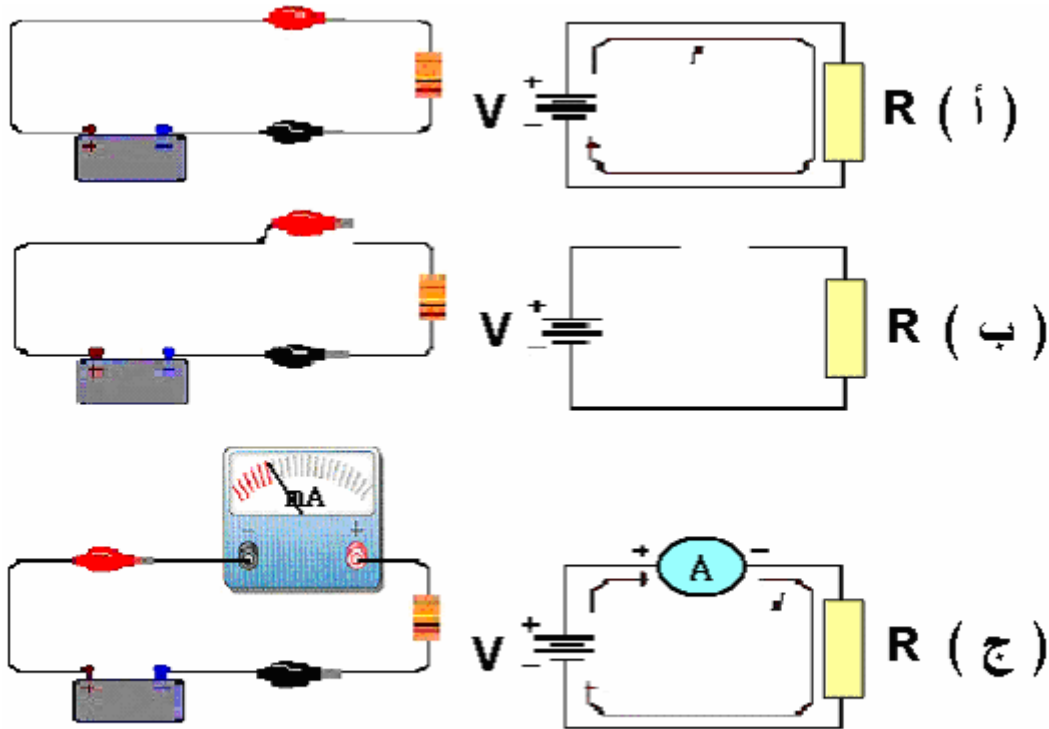 + −
V + − R ( أ )
+ −
V + − R ( ب )
mA
− +
+ −
+ A −
V + − R ( ج )